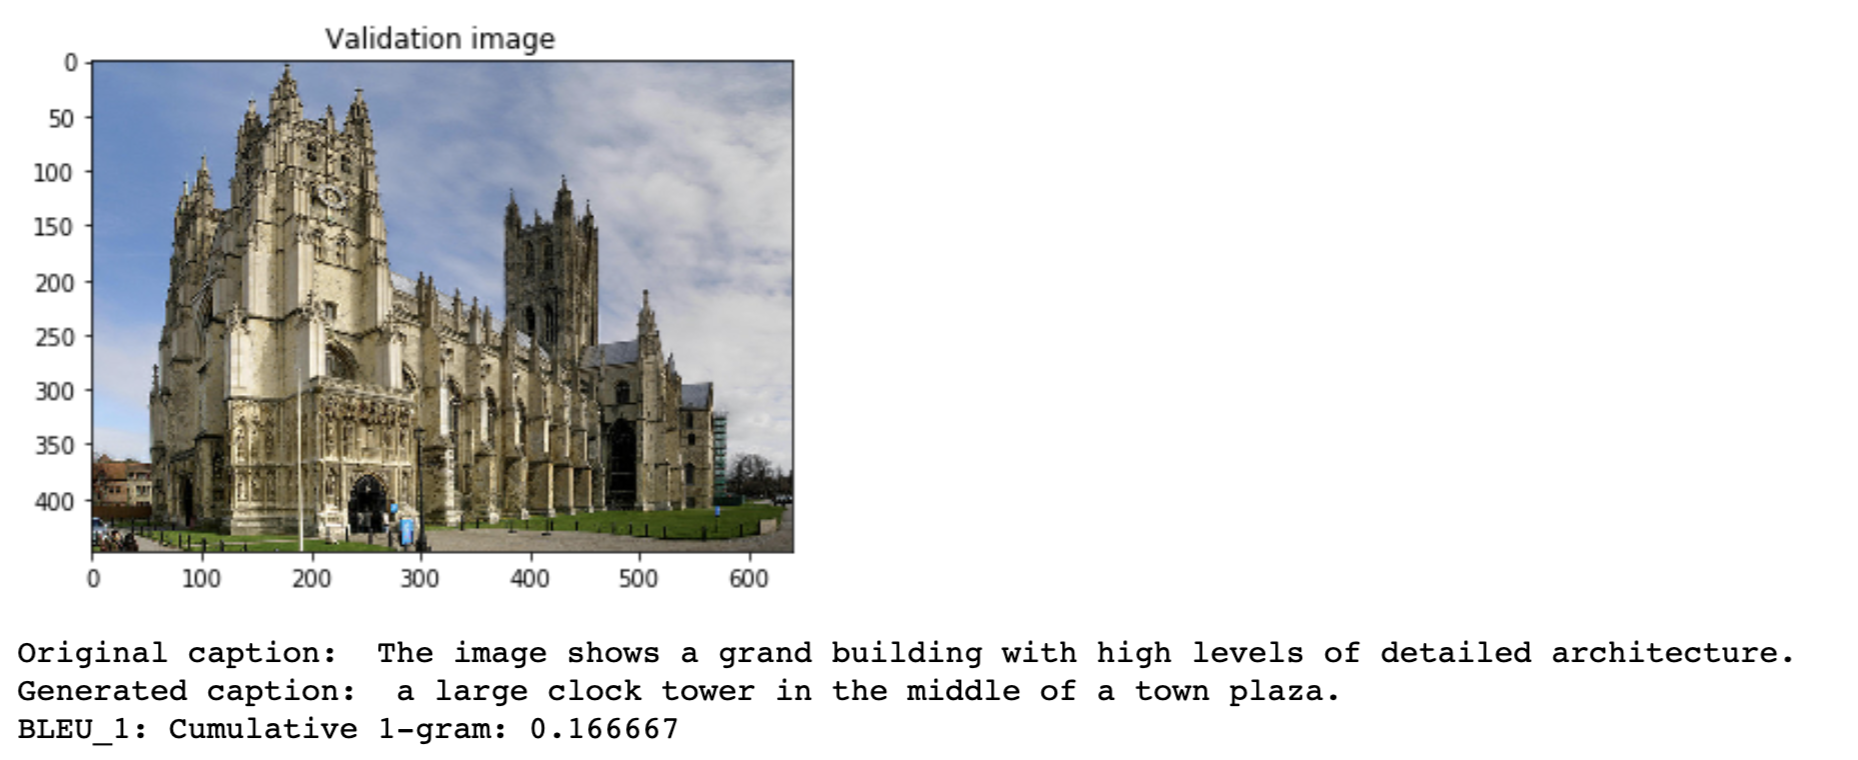 Validation image
0
50
100
150
200
250
300
350
400
0 100 200 300 400 500 600
Original caption:  The image shows a grand building with high levels of detailed architecture.
Generated caption:  a large clock tower in the middle of a town plaza.
BLEU_1: Cumulative 1-gram: 0.166667